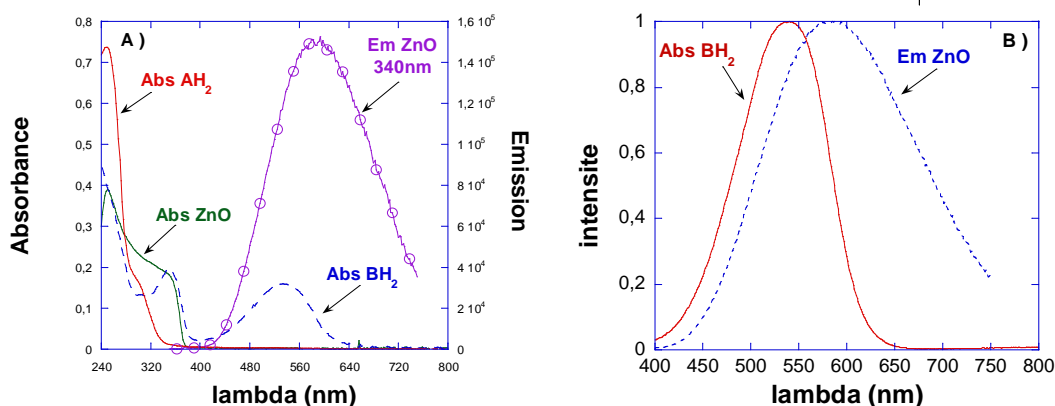 A )
Abs AH2
Abs ZnO
Em ZnO
340nm
Abs BH2
Absorbance
0,8
0,7
0,6
0,5
0,4
0,3
0,2
0,1
0
1,6 10^5
1,4 10^5
1,2 10^5
1 10^5
8 10^4
6 10^4
4 10^4
2 10^4
0
Emission
240 320 400 480 560 640 720 800
lambda (nm)
B )
Abs BH2
Em ZnO
intensite
1
0,8
0,6
0,4
0,2
0
400 450 500 550 600 650 700 750 800
lambda (nm)